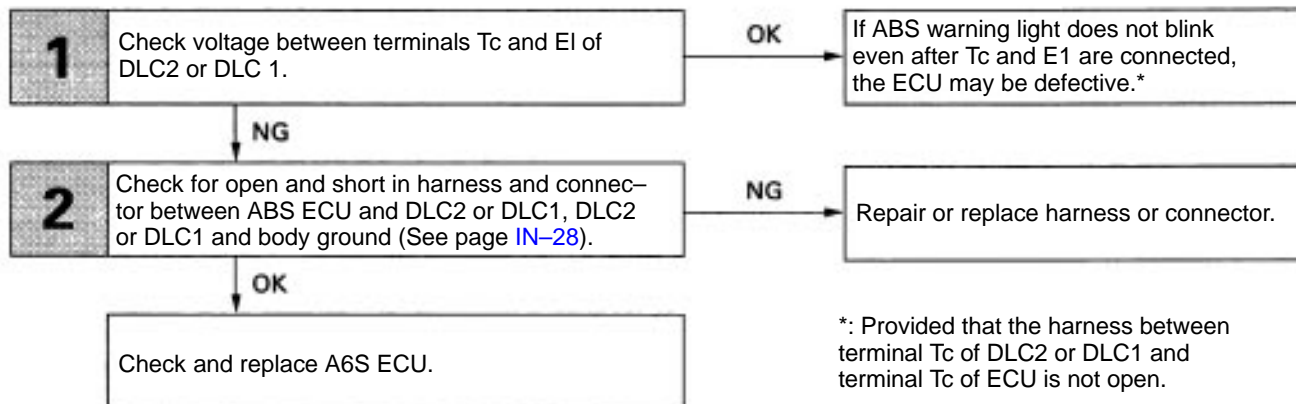 1
Check voltage between terminals Tc and El of
DLC2 or DLC 1.
OK
If ABS warning light does not blink
even after Tc and E1 are connected,
the ECU may be defective.*
NG
2
Check for open and short in harness and connec–
tor between ABS ECU and DLC2 or DLC1, DLC2
or DLC1 and body ground (See page IN–28).
NG
Repair or replace harness or connector.
OK
Check and replace A6S ECU.
*: Provided that the harness between
terminal Tc of DLC2 or DLC1 and
terminal Tc of ECU is not open.